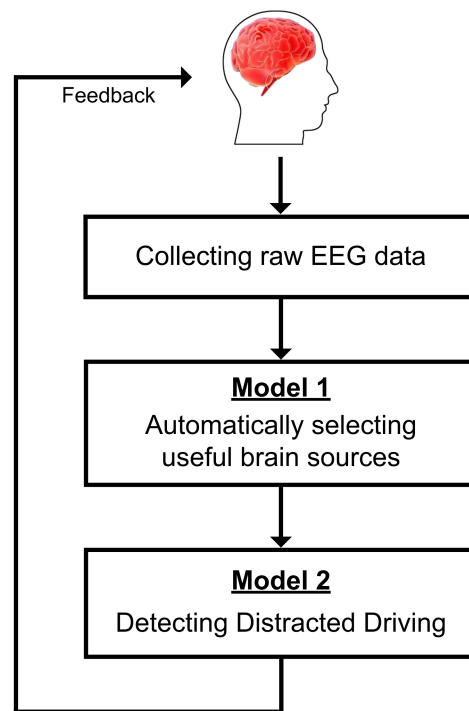 Feedback
Collecting raw EEG data
Model 1
Automatically selecting
useful brain sources
Model 2
Detecting Distracted Driving